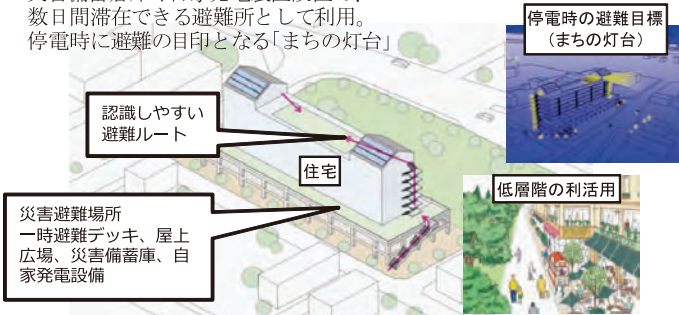 数日間滞在できる避難所として利用。
停電時に避難の目印となる「まちの灯台」
停電時の避難目標
（まちの灯台）
認識しやすい
避難ルート
住宅
低層階の利活用
災害避難場所
一時避難デッキ、屋上
広場、災害備蓄庫、自
家発電設備